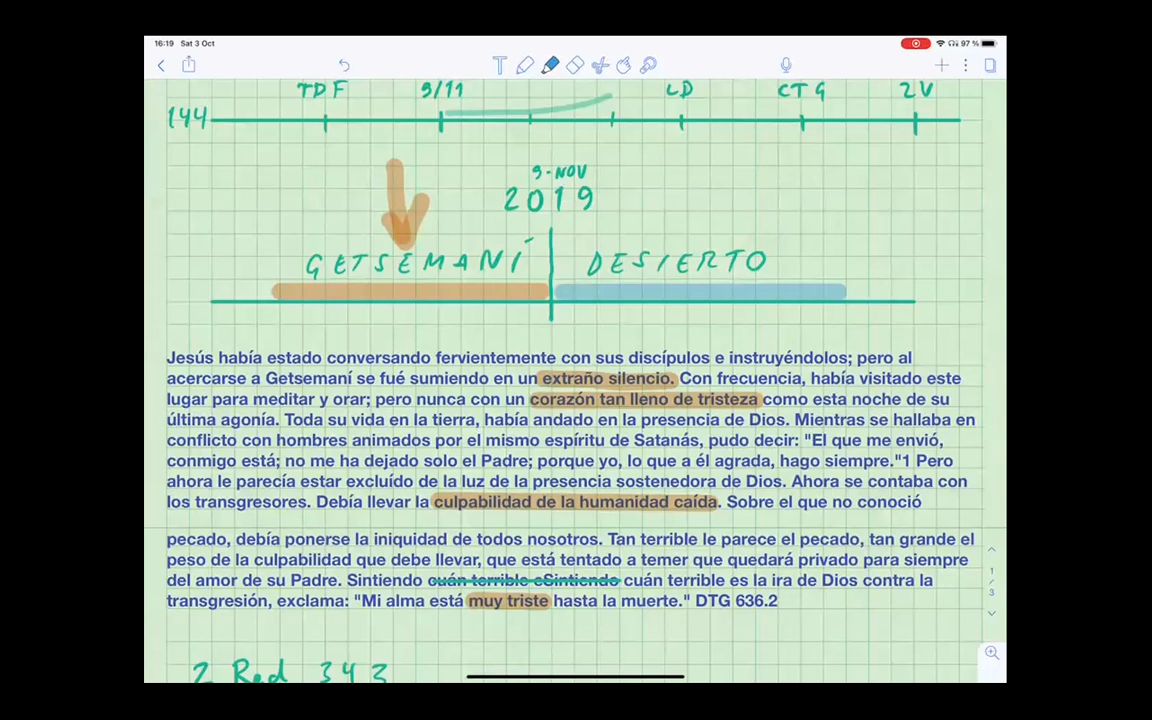 16:19 Sat 3 Oct 97 %
TDF 9/11 LD CTG 2V
144
9-NOV
2019
GETSEMANÍ DESIERTO
Jesús había estado conversando fervientemente con sus discípulos e instruyéndolos; pero al
acercarse a Getsemaní se fué sumiendo en un extraño silencio. Con frecuencia, había visitado este
lugar para meditar y orar; pero nunca con un corazón tan lleno de tristeza como esta noche de su
última agonía. Toda su vida en la tierra, había andado en la presencia de Dios. Mientras se hallaba en
conflicto con hombres animados por el mismo espíritu de Satanás, pudo decir: "El que me envió,
conmigo está; no me ha dejado solo el Padre; porque yo, lo que a él agrada, hago siempre."1 Pero
ahora le parecía estar excluído de la luz de la presencia sostenedora de Dios. Ahora se contaba con
los transgresores. Debía llevar la culpabilidad de la humanidad caída. Sobre el que no conoció
pecado, debía ponerse la iniquidad de todos nosotros. Tan terrible le parece el pecado, tan grande el
peso de la culpabilidad que debe llevar, que está tentado a temer que quedará privado para siempre
del amor de su Padre. Sintiendo cuán terrible eSintiendo cuán terrible es la ira de Dios contra la
transgresión, exclama: "Mi alma está muy triste hasta la muerte." DTG 636.2
1
/
3
2 Red 343